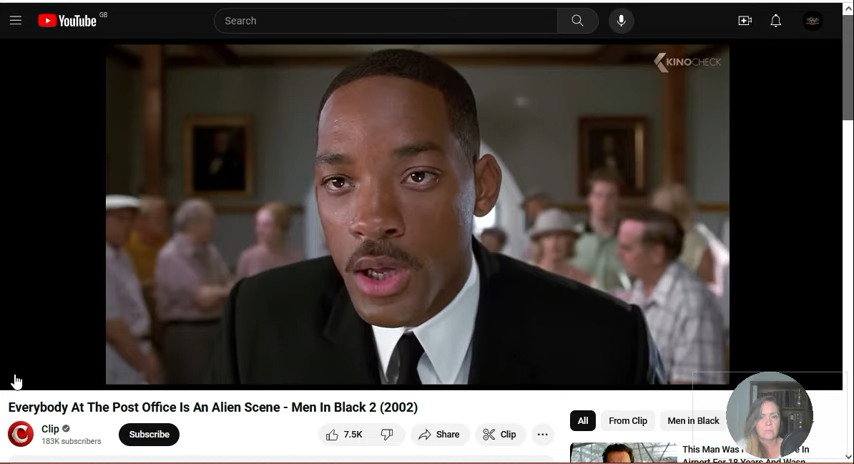 YouTube GB
Search
KINOCHECK
Everybody At The Post Office Is An Alien Scene - Men In Black 2 (2002)
Clip
183K subscribers
Subscribe
7.5K
Share
Clip
All
From Clip
Men in Black
This Man Was
In
Airport For 18 Years And Wasn